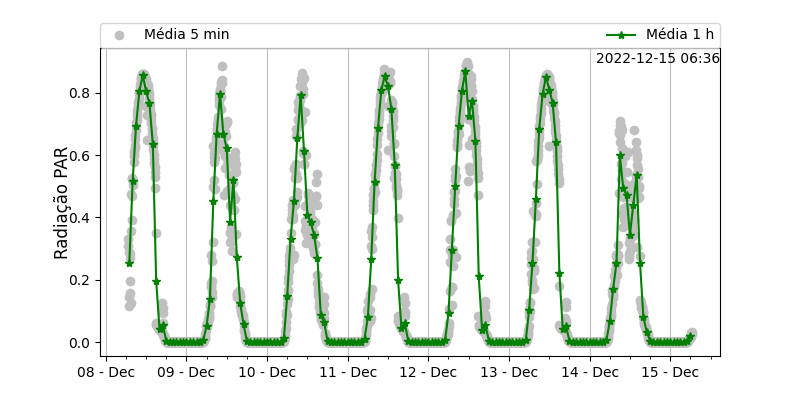 Média 5 min
Média 1 h
2022-12-15 06:36
Radiação PAR
0.8
0.6
0.4
0.2
0.0
08 - Dec
09 - Dec
10 - Dec
11 - Dec
12 - Dec
13 - Dec
14 - Dec
15 - Dec